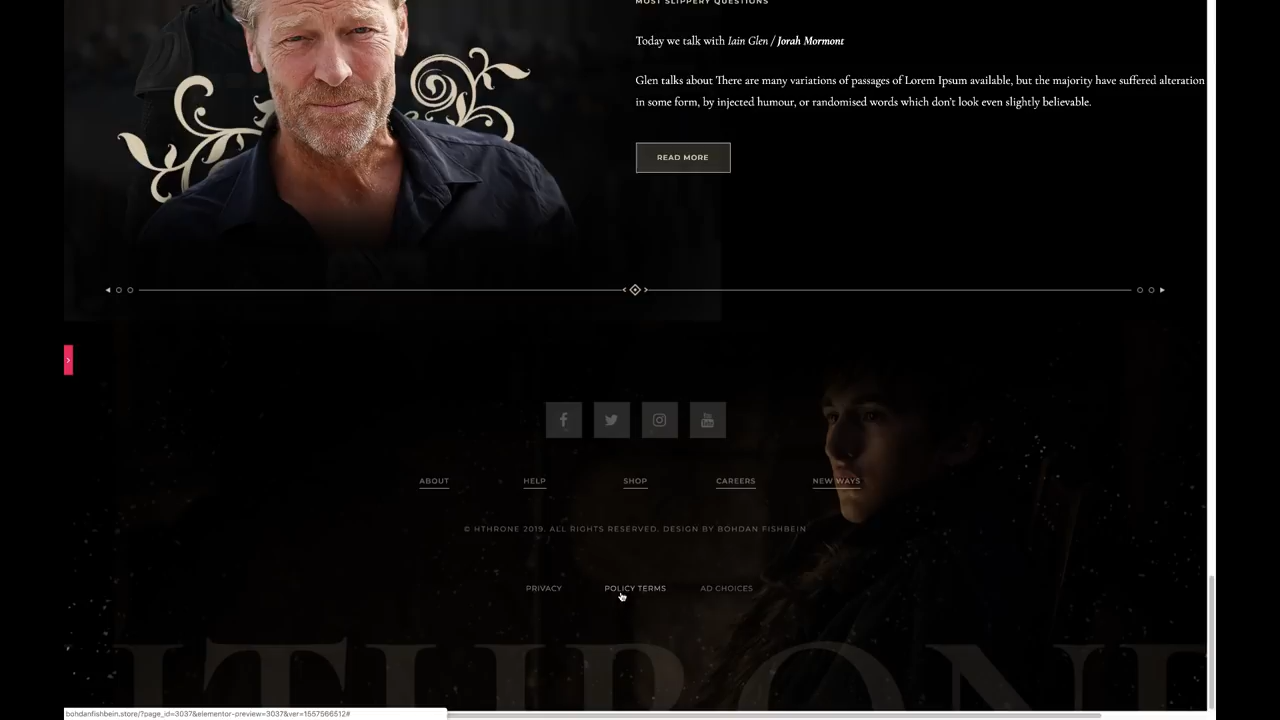 MOST SLIPPERY QUESTIONS
Today we talk with Iain Glen / Jorah Mormont
Glen talks about There are many variations of passages of Lorem Ipsum available, but the majority have suffered alteration
in some form, by injected humour, or randomised words which don't look even slightly believable.
READ MORE
You Tube
ABOUT HELP SHOP CAREERS NEW WAYS
© HTHRONE 2019. ALL RIGHTS RESERVED. DESIGN BY BOHDAN FISHBEIN
PRIVACY POLICY TERMS AD CHOICES
HTHRONE
bohdanfishbein.store/?page_id=3037&elementor-preview=3037&ver=1557566512#